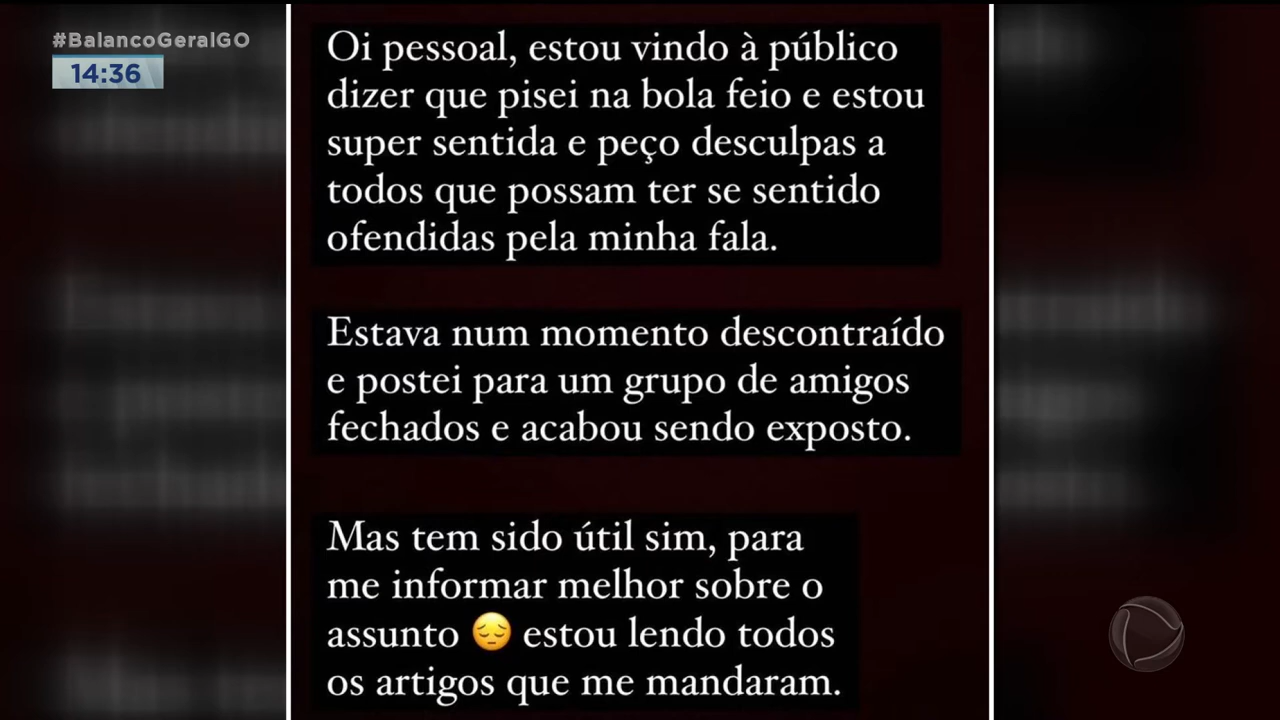 #BalancoGeralGO
14:36
Oi pessoal, estou vindo à público
dizer que pisei na bola feio e estou
super sentida e peço desculpas a
todos que possam ter se sentido
ofendidas pela minha fala.
Estava num momento descontraído
e postei para um grupo de amigos
fechados e acabou sendo exposto.
Mas tem sido útil sim, para
me informar melhor sobre o
assunto 😔 estou lendo todos
os artigos que me mandaram.